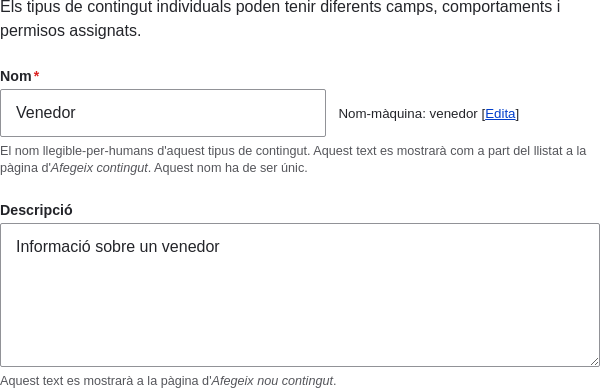 Els tipus de contingut individuals poden tenir diferents camps, comportaments i
permisos assignats.
Nom*
Venedor
Nom-màquina: venedor [Edita]
El nom llegible-per-humans d'aquest tipus de contingut. Aquest text es mostrarà com a part del llistat a la
pàgina d'Afegeix contingut. Aquest nom ha de ser únic.
Descripció
Informació sobre un venedor
Aquest text es mostrarà a la pàgina d'Afegeix nou contingut.